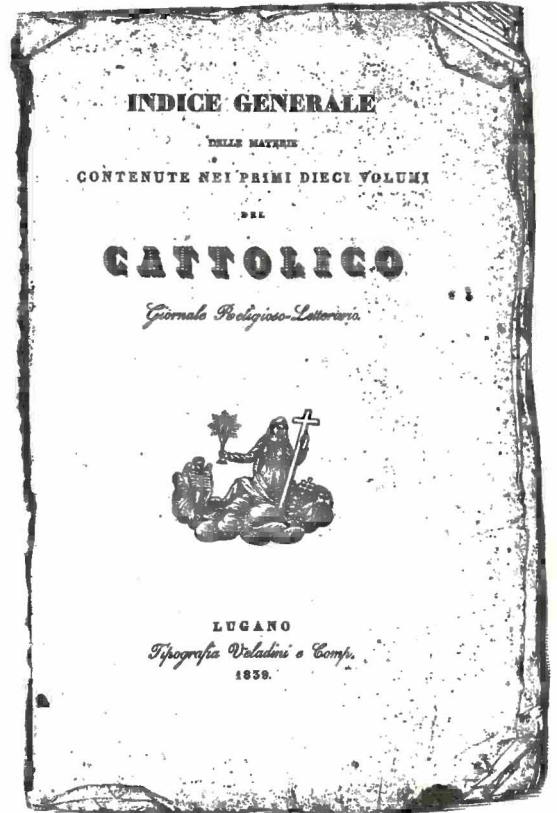 INDICE GENERALE
DELLE MATERIE
CONTENUTE NEI PRIMI DIECI VOLUMI
DEL
CATTOLICO
Giornale Religioso-Letterario.
LUGANO
Tipografia Veladini e Comp.
1839.